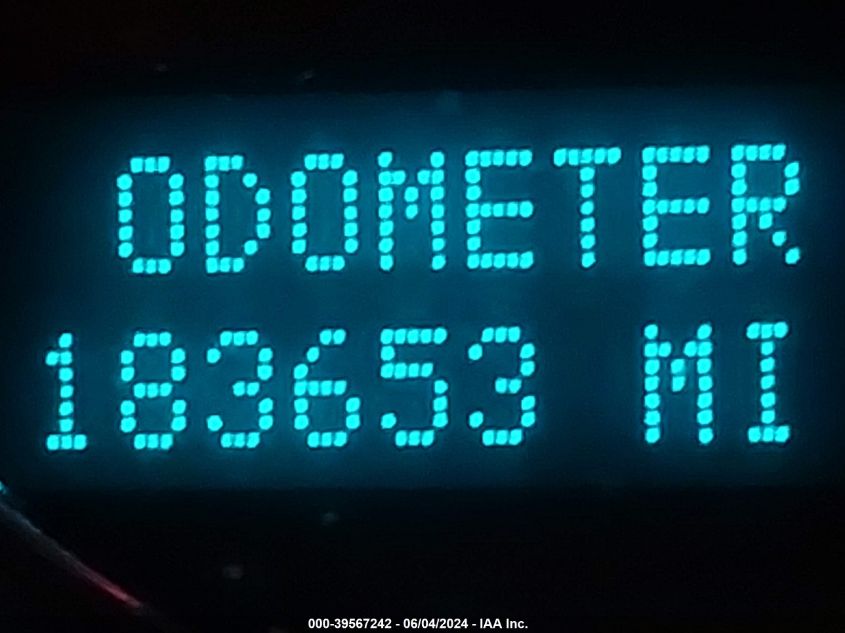 ODOMETER
183653 MI
000-39567242 - 06/04/2024 - IAA Inc.